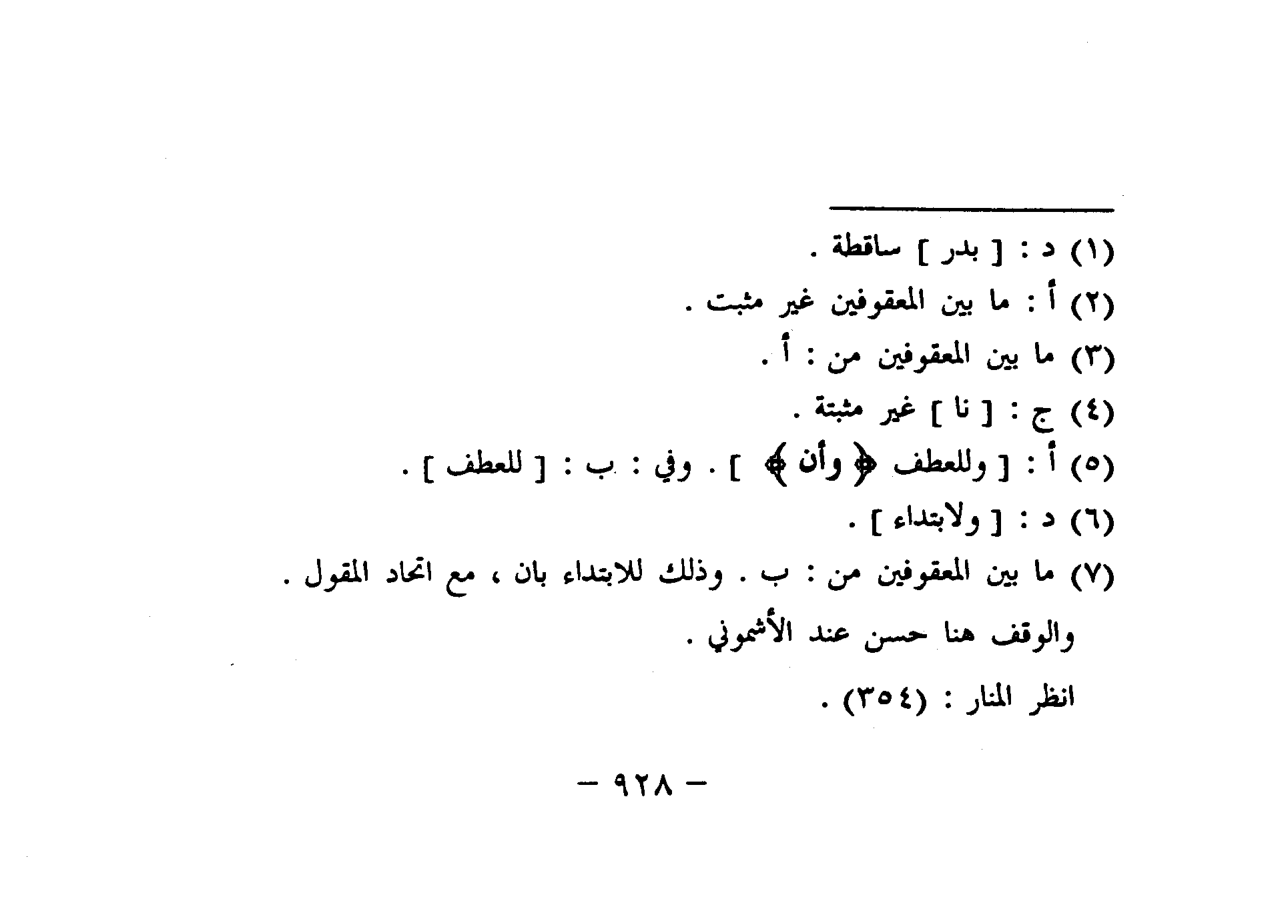 (١) د : [ بدر ] ساقطة .
(٢) أ : ما بين المعقوفين غير مثبت .
(٣) ما بين المعقوفين من : أ .
(٤) ج : [ نا ] غير مثبتة .
(٥) أ : [ وللعطف ﴿ وأن ﴾ ] . وفي : ب : [ للعطف ] .
(٦) د : [ ولابتداء ] .
(٧) ما بين المعقوفين من : ب . وذلك للابتداء بان ، مع اتحاد المقول .
والوقف هنا حسن عند الأشموني .
انظر المنار : (٣٥٤) .
– ٩٢٨ –